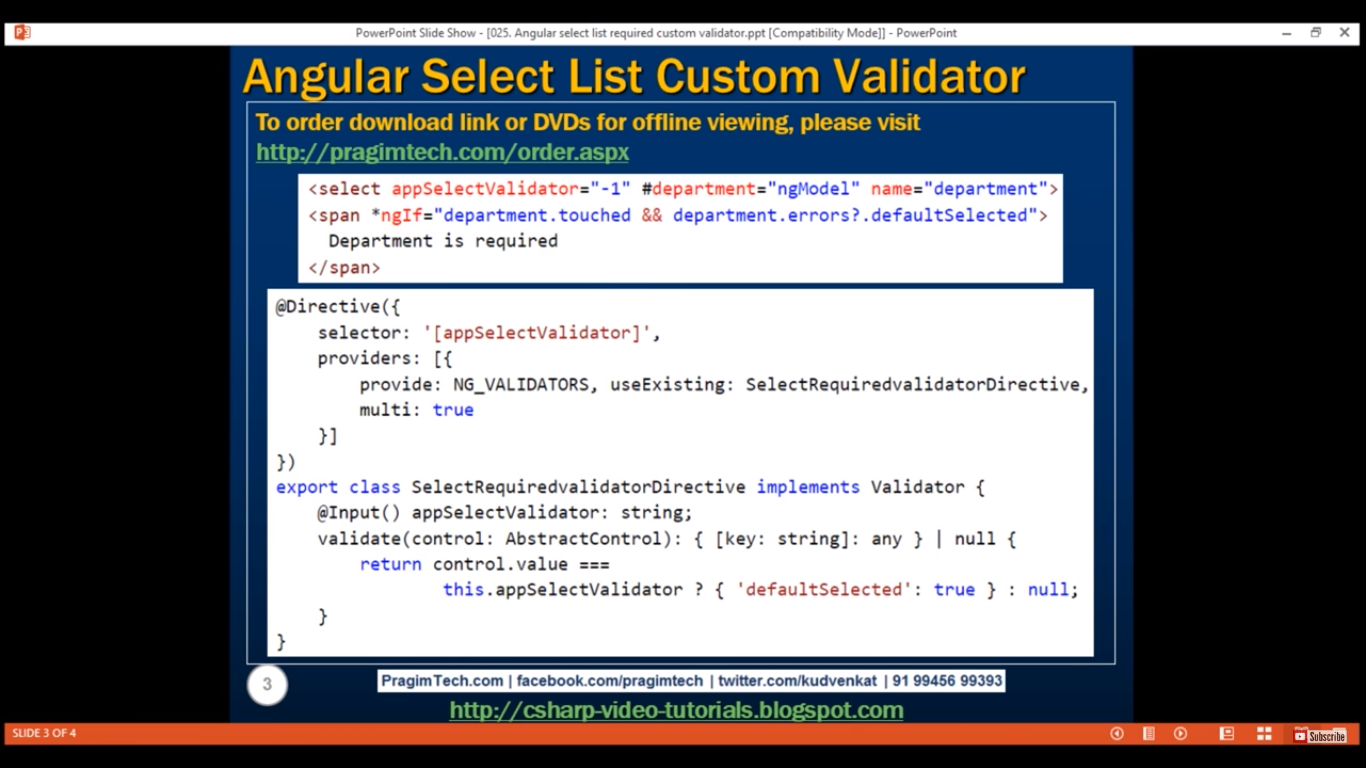 PowerPoint Slide Show - [025. Angular select list required custom validator.ppt [Compatibility Mode]] - PowerPoint
Angular Select List Custom Validator
To order download link or DVDs for offline viewing, please visit
http://pragimtech.com/order.aspx
<select appSelectValidator="-1" #department="ngModel" name="department">
<span *ngIf="department.touched && department.errors?.defaultSelected">
Department is required
</span>
@Directive({
selector: '[appSelectValidator]',
providers: [{
provide: NG_VALIDATORS, useExisting: SelectRequiredvalidatorDirective,
multi: true
}]
})
export class SelectRequiredvalidatorDirective implements Validator {
@Input() appSelectValidator: string;
validate(control: AbstractControl): { [key: string]: any } | null {
return control.value ===
this.appSelectValidator ? { 'defaultSelected': true } : null;
}
}
3
PragimTech.com | facebook.com/pragimtech | twitter.com/kudvenkat | 91 99456 99393
http://csharp-video-tutorials.blogspot.com
SLIDE 3 OF 4
Subscribe